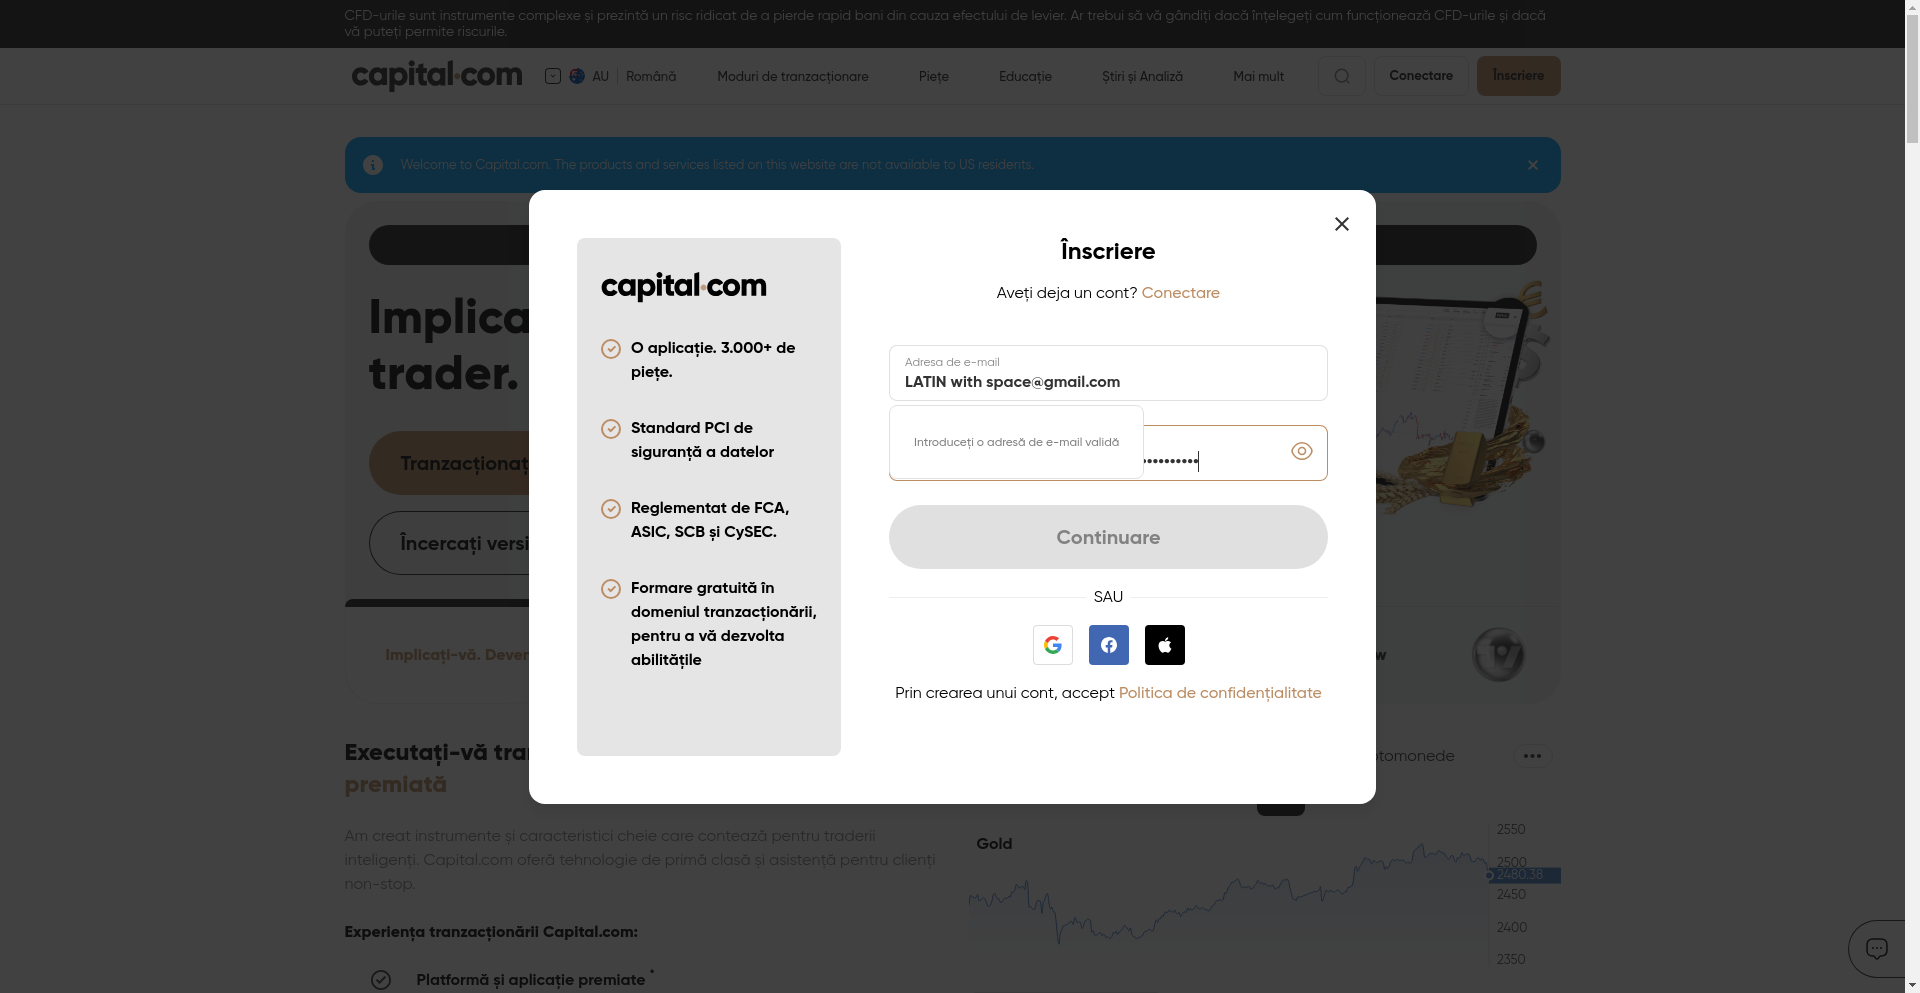 CFD-urile sunt instrumente complexe și prezintă un risc ridicat de a pierde rapid bani din cauza efectului de levier. Ar trebui să vă gândiți dacă înțelegeți cum funcționează CFD-urile și dacă
vă puteți permite riscurile.
capital.com
AU
Română
Moduri de tranzacționare
Piețe
Educație
Știri și Analiză
Mai mult
Conectare
Înscriere
Welcome to Capital.com. The products and services listed on this website are not available to US residents.
Implica
trader.
Înscriere
capital.com
Aveți deja un cont? Conectare
O aplicație. 3.000+ de
piețe.
Adresa de e-mail
LATIN with space@gmail.com
Standard PCI de
siguranță a datelor
Introduceți o adresă de e-mail validă
Tranzacționaț
Reglementat de FCA,
ASIC, SCB și CySEC.
Continuare
Încercați versi
Formare gratuită în
domeniul tranzacționării,
pentru a vă dezvolta
abilitățile
SAU
Implicați-vă. Deven
w
Prin crearea unui cont, accept Politica de confidențialitate
Executați-vă tran
premiată
otomonede
Am creat instrumente și caracteristici cheie care contează pentru traderii
inteligenți. Capital.com oferă tehnologie de primă clasă și asistență pentru clienți
non-stop.
Gold
2550
2500
2480.38
2450
2400
2350
Experiența tranzacționării Capital.com:
Platformă și aplicație premiate *